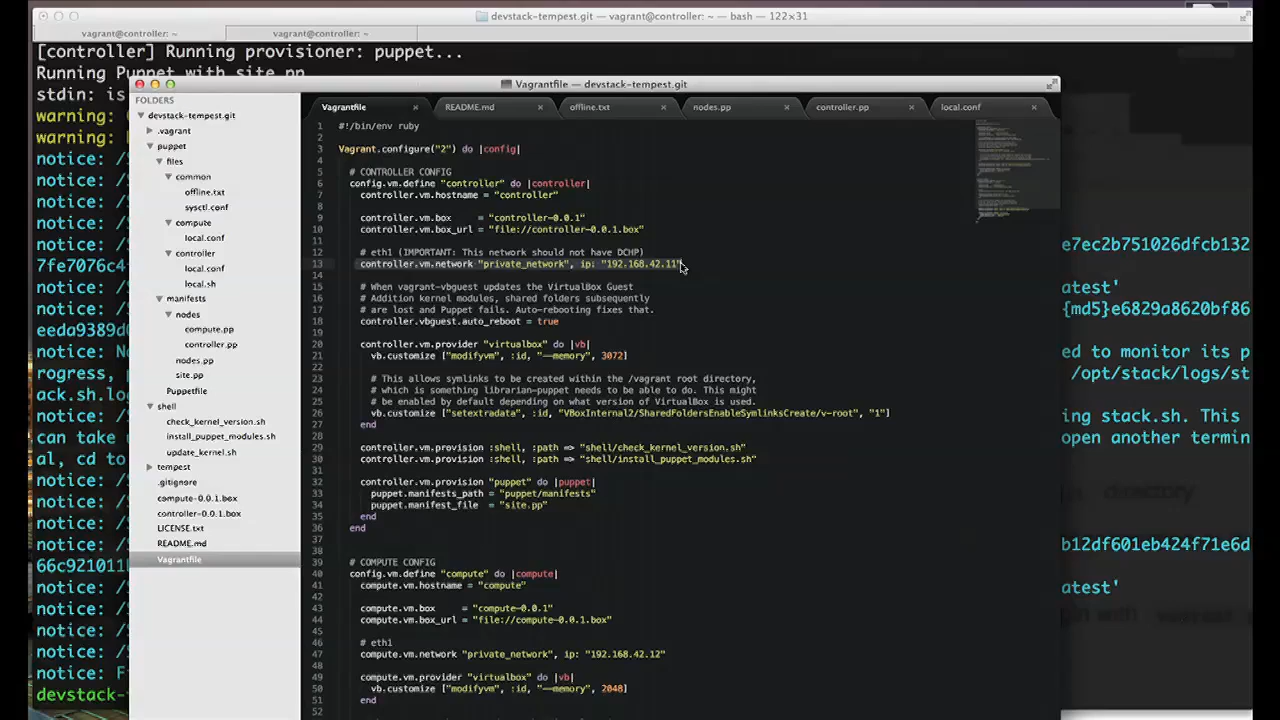 devstack-tempest.git — vagrant@controller: ~ — bash — 122×31
vagrant@controller: ~
vagrant@controller: ~
[controller] Running provisioner: puppet...
Running Puppet with site.pp
stdin: is
warning:
warning:
notice: /S
notice: /S
notice: /S
notice: /S
notice: /S
7fe7076c
e7ec2b751026dfcb132
notice: /S
atest'
notice: /S
{md5}e6829a8620bf86
eeda9389d
notice: No
ed to monitor its p
rogress,
/opt/stack/logs/st
ack.sh.log
notice: /S
ing stack.sh. This
can take
open another termin
al, cd to
directory
notice: /S
notice: /S
notice: /S
b12df601eb424f71e6d
66c921011
notice: /S
atest'
notice: /S
notice: /S
notice: /S
notice: F
devstack-
Vagrantfile — devstack-tempest.git
FOLDERS
devstack-tempest.git
.vagrant
puppet
files
common
offline.txt
sysctl.conf
compute
local.conf
controller
local.conf
local.sh
manifests
nodes
compute.pp
controller.pp
nodes.pp
site.pp
Puppetfile
shell
check_kernel_version.sh
install_puppet_modules.sh
update_kernel.sh
tempest
.gitignore
compute-0.0.1.box
controller-0.0.1.box
LICENSE.txt
README.md
Vagrantfile
Vagrantfile × README.md × offline.txt × nodes.pp × controller.pp × local.conf ×
1 #!/bin/env ruby
2
3 Vagrant.configure("2") do |config|
4
5 # CONTROLLER CONFIG
6 config.vm.define "controller" do |controller|
7 controller.vm.hostname = "controller"
8
9 controller.vm.box = "controller-0.0.1"
10 controller.vm.box_url = "file://controller-0.0.1.box"
11
12 # eth1 (IMPORTANT: This network should not have DCHP)
13 controller.vm.network "private_network", ip: "192.168.42.11"
14
15 # When vagrant-vbguest updates the VirtualBox Guest
16 # Addition kernel modules, shared folders subsequently
17 # are lost and Puppet fails. Auto-rebooting fixes that.
18 controller.vbguest.auto_reboot = true
19
20 controller.vm.provider "virtualbox" do |vb|
21 vb.customize ["modifyvm", :id, "--memory", 3072]
22
23 # This allows symlinks to be created within the /vagrant root directory,
24 # which is something librarian-puppet needs to be able to do. This might
25 # be enabled by default depending on what version of VirtualBox is used.
26 vb.customize ["setextradata", :id, "VBoxInternal2/SharedFoldersEnableSymlinksCreate/v-root", "1"]
27 end
28
29 controller.vm.provision :shell, :path => "shell/check_kernel_version.sh"
30 controller.vm.provision :shell, :path => "shell/install_puppet_modules.sh"
31
32 controller.vm.provision "puppet" do |puppet|
33 puppet.manifests_path = "puppet/manifests"
34 puppet.manifest_file = "site.pp"
35 end
36 end
37
38
39 # COMPUTE CONFIG
40 config.vm.define "compute" do |compute|
41 compute.vm.hostname = "compute"
42
43 compute.vm.box = "compute-0.0.1"
44 compute.vm.box_url = "file://compute-0.0.1.box"
45
46 # eth1
47 compute.vm.network "private_network", ip: "192.168.42.12"
48
49 compute.vm.provider "virtualbox" do |vb|
50 vb.customize ["modifyvm", :id, "--memory", 2048]
51 end
52